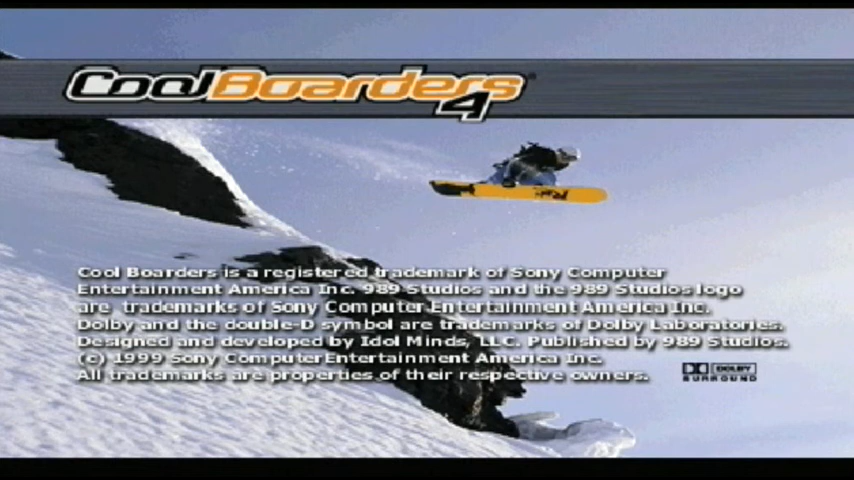 CoolBoarders 4
Cool Boarders is a registered trademark of Sony Computer
Entertainment America Inc. 989 Studios and the 989 Studios logo
are trademarks of Sony Computer Entertainment America Inc.
Dolby and the double-D symbol are trademarks of Dolby Laboratories.
Designed and developed by Idol Minds, LLC. Published by 989 Studios.
(c) 1999 Sony Computer Entertainment America Inc.
All trademarks are properties of their respective owners.
DOLBY
SURROUND